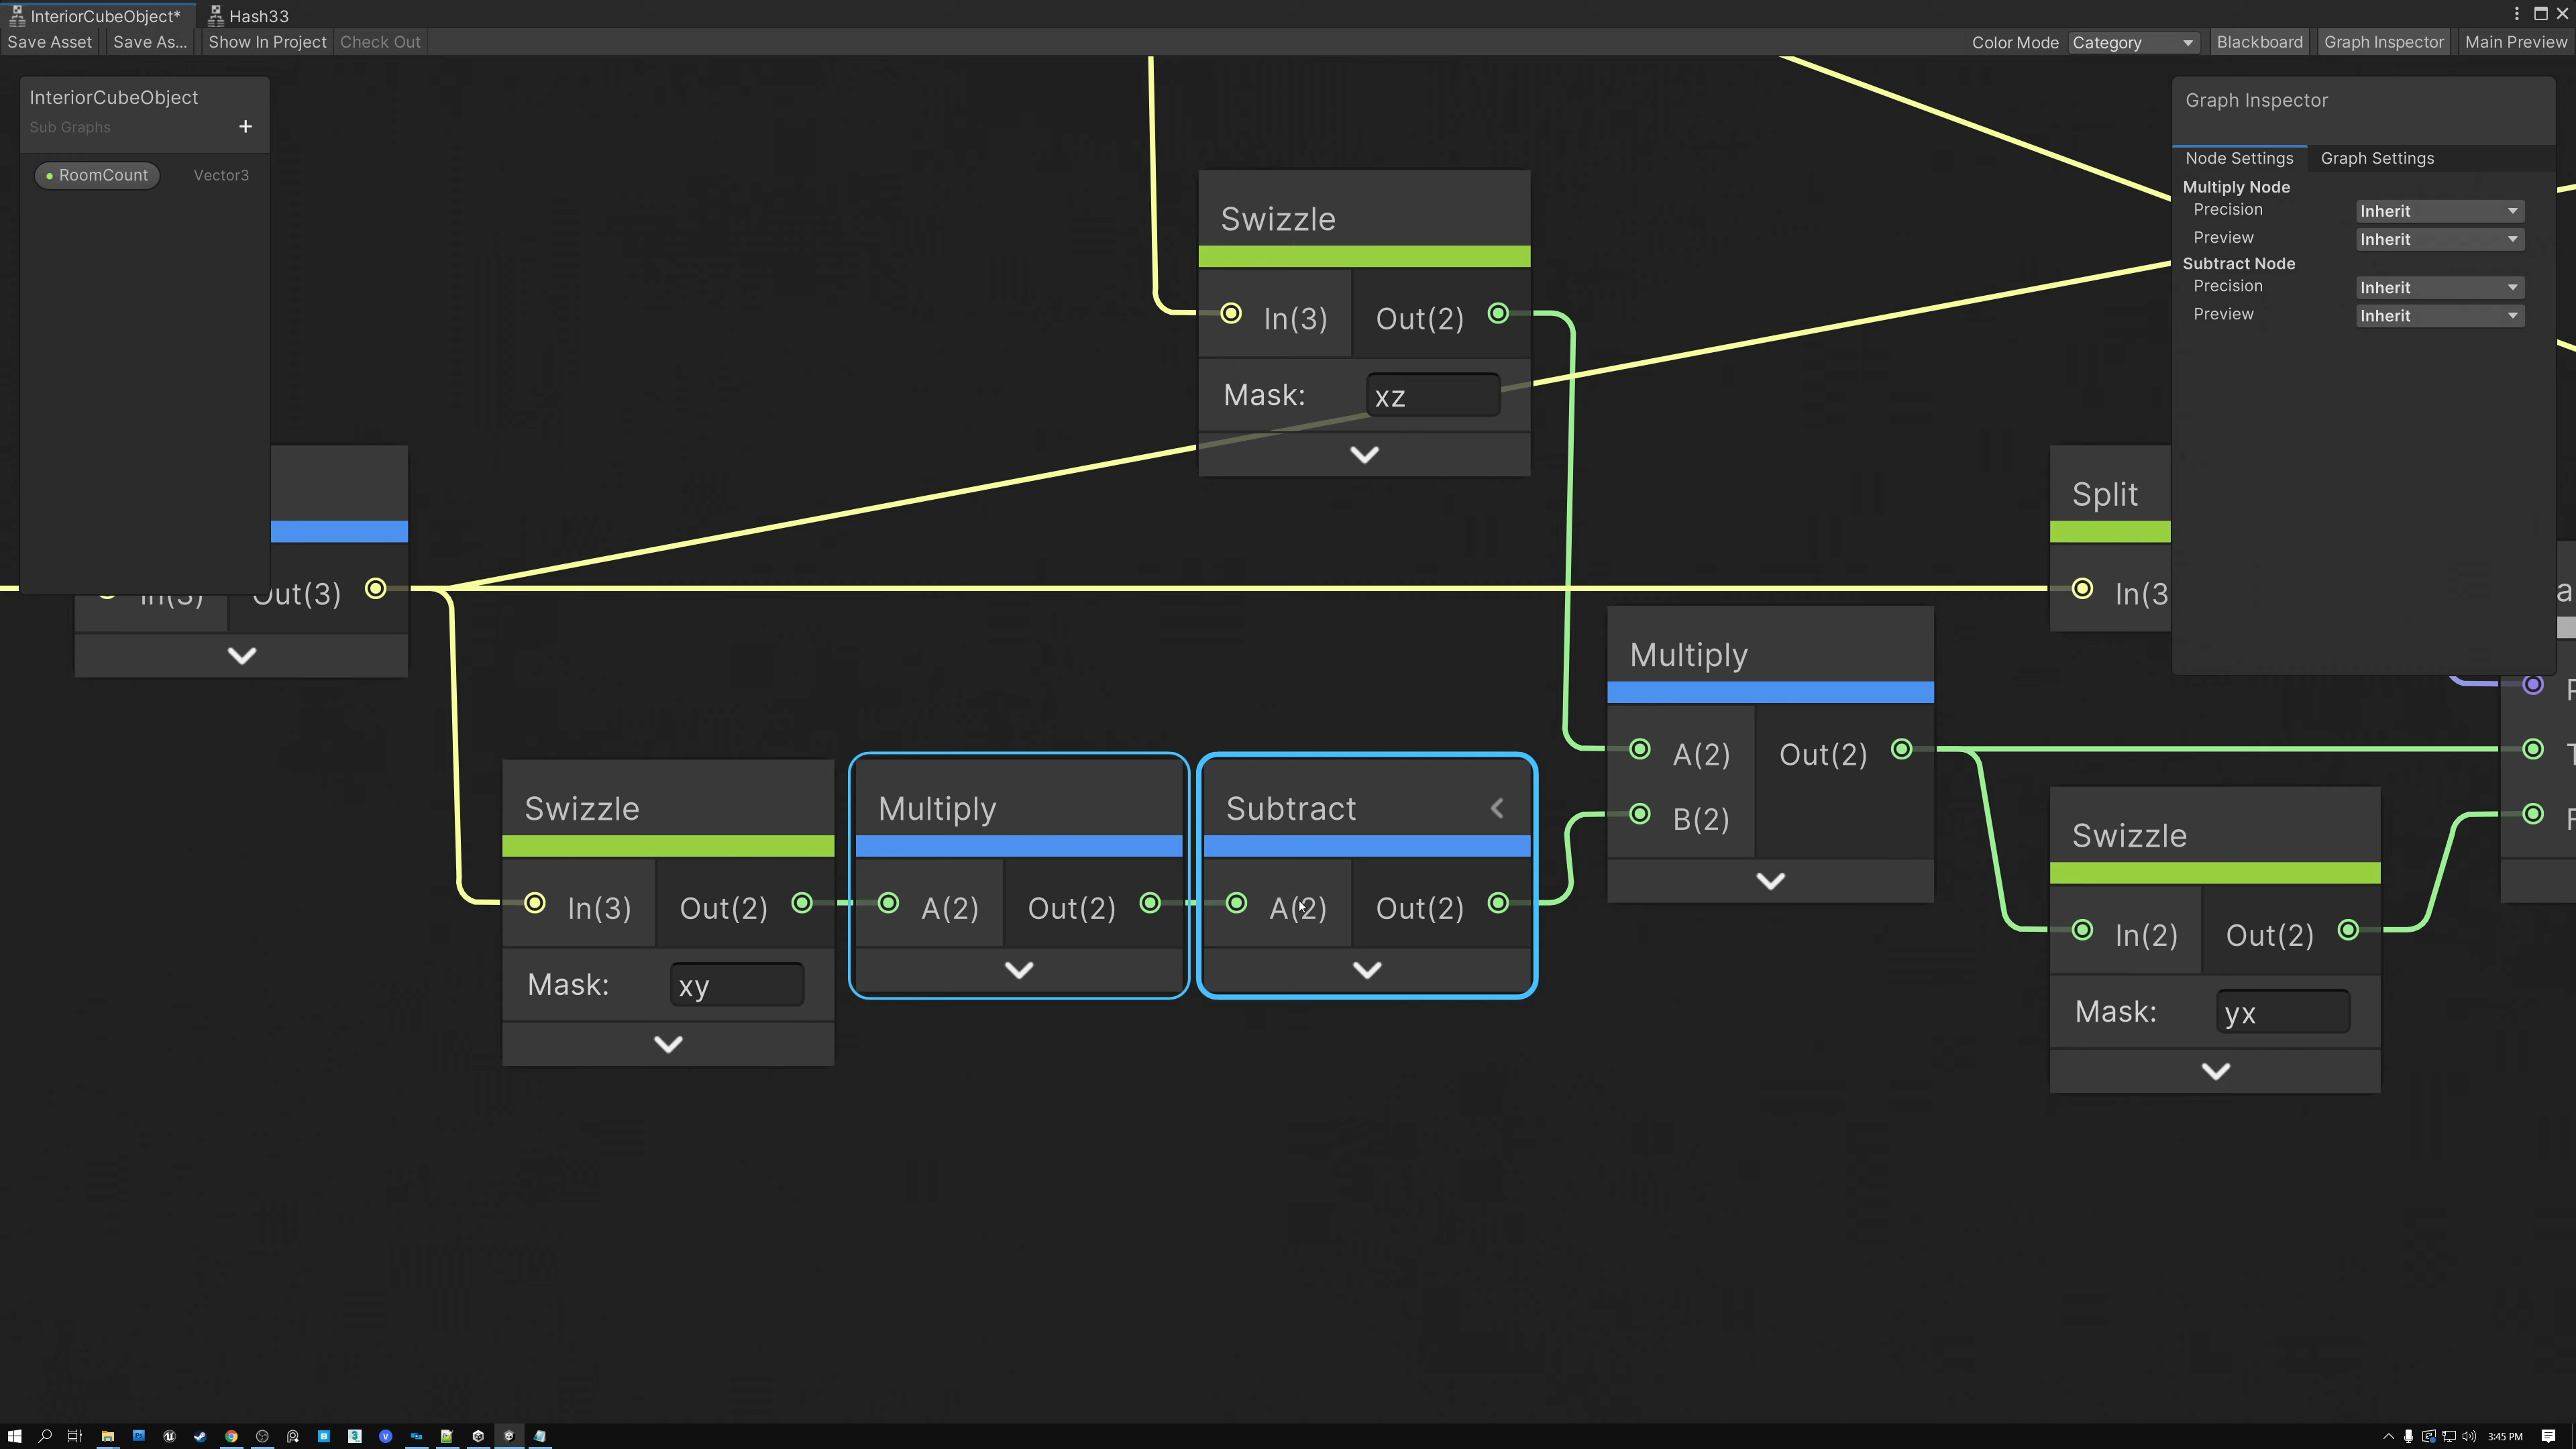 InteriorCubeObject*
Hash33
Save Asset
Save As...
Show In Project
Check Out
Color Mode
Category
Blackboard
Graph Inspector
Main Preview
InteriorCubeObject
Sub Graphs
+
RoomCount
Vector3
In(3)
Out(3)
Swizzle
In(3)
Out(2)
Mask:
xz
Graph Inspector
Node Settings
Graph Settings
Multiply Node
Precision
Inherit
Preview
Inherit
Subtract Node
Precision
Inherit
Preview
Inherit
Split
In(3
Multiply
A(2)
Out(2)
B(2)
Swizzle
In(3)
Out(2)
Mask:
xy
Multiply
A(2)
Out(2)
Subtract
A(2)
Out(2)
Swizzle
In(2)
Out(2)
Mask:
yx
3:45 PM